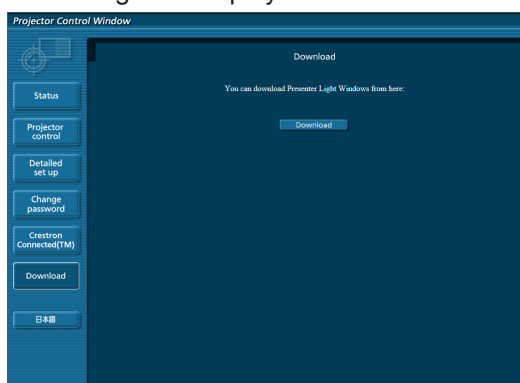 Projector Control Window
Download
You can download Presenter Light Windows from here:
Download
Status
Projector
control
Detailed
set up
Change
password
Crestron
Connected(TM)
Download
日本語